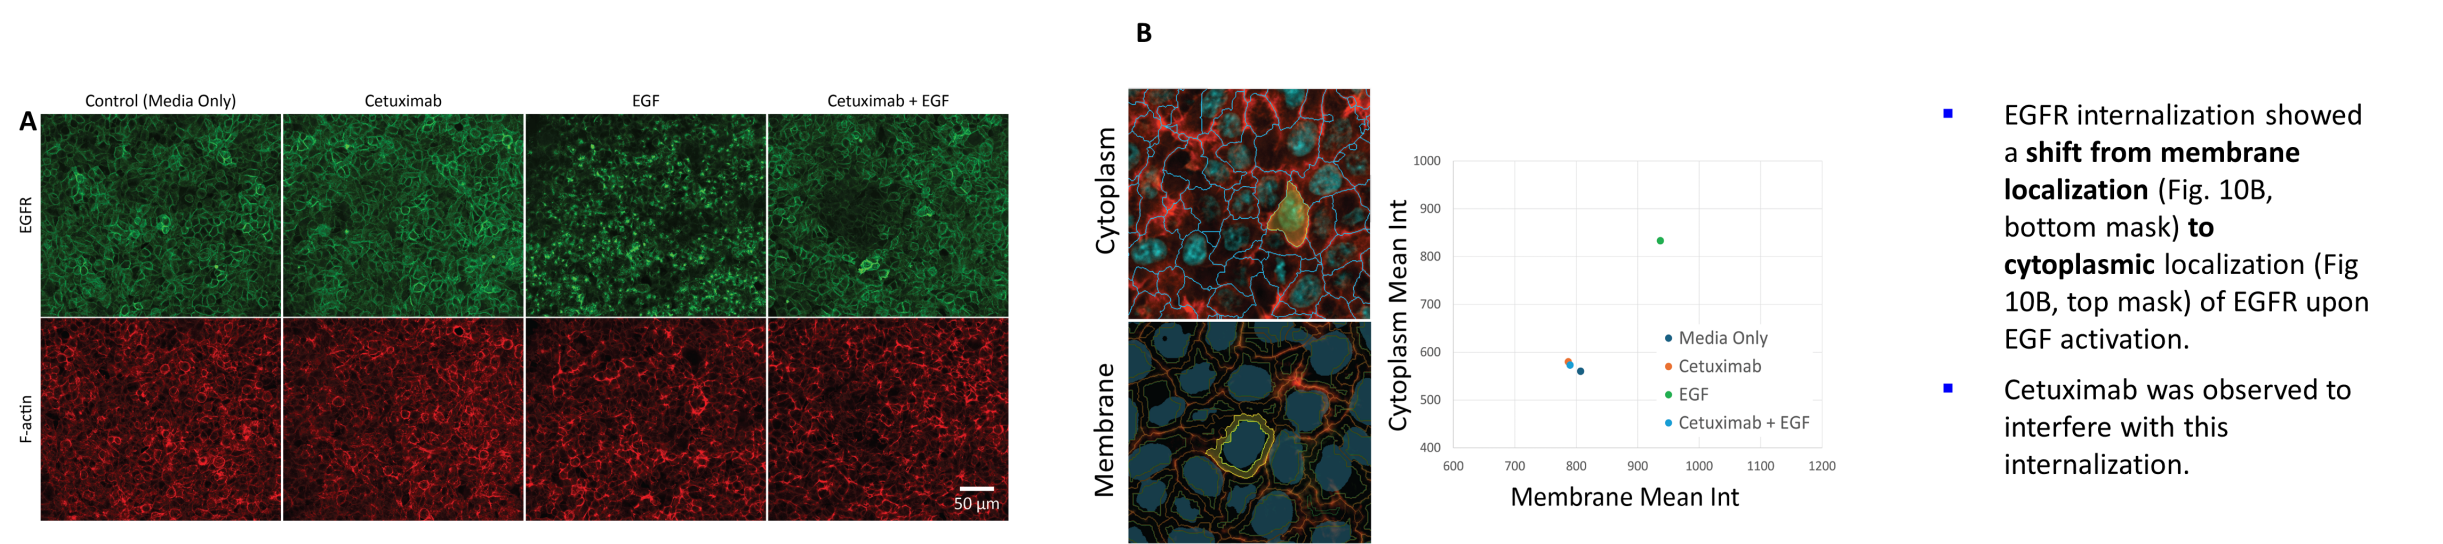 A
Control (Media Only)
Cetuximab
EGF
Cetuximab + EGF
EGFR
F-actin
50 µm
B
Cytoplasm
Membrane
Cytoplasm Mean Int
1000
900
800
700
600
500
400
600
700
800
900
1000
1100
1200
Membrane Mean Int
Media Only
Cetuximab
EGF
Cetuximab + EGF
▪ EGFR internalization showed
a shift from membrane
localization (Fig. 10B,
bottom mask) to
cytoplasmic localization (Fig
10B, top mask) of EGFR upon
EGF activation.
▪ Cetuximab was observed to
interfere with this
internalization.